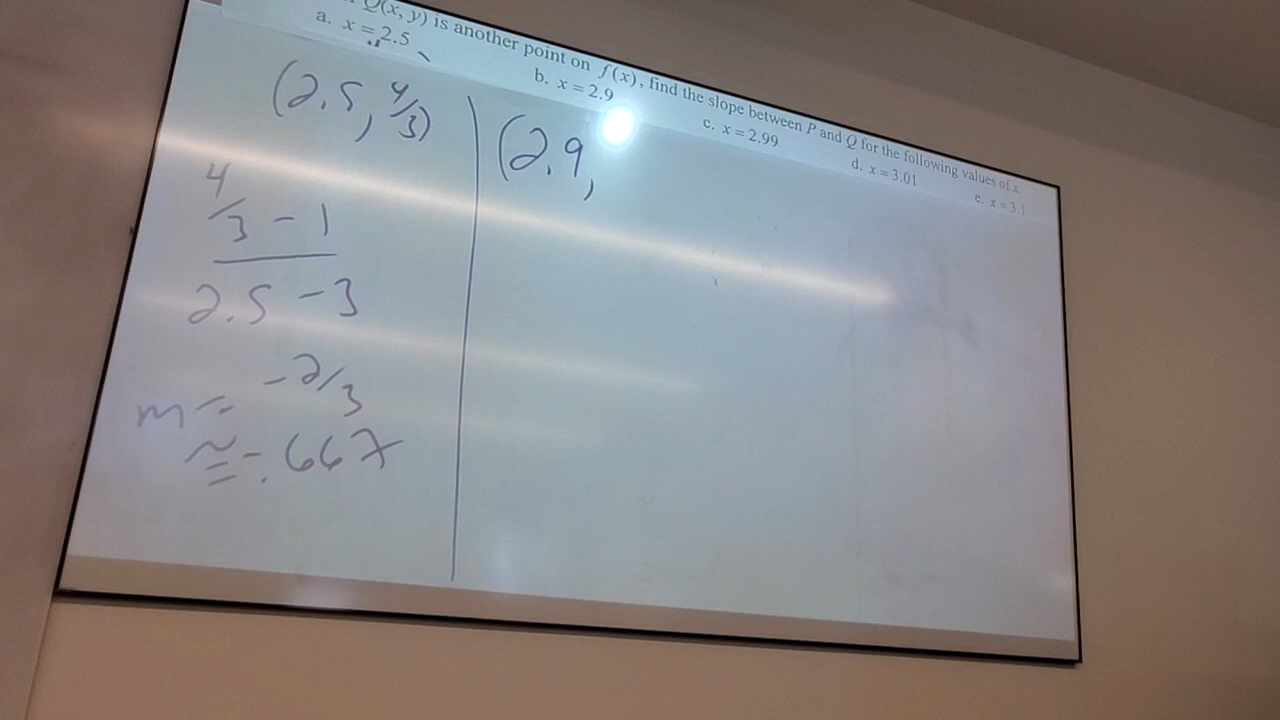 Q(x, y) is another point on f(x), find the slope between P and Q for the following values of x.
a. x = 2.5 b. x = 2.9 c. x = 2.99 d. x = 3.01 e. x = 3.1
(2.5, 4/3) (2.9,
4/3 - 1
2.5 - 3
m = -2/3
≅ -.667